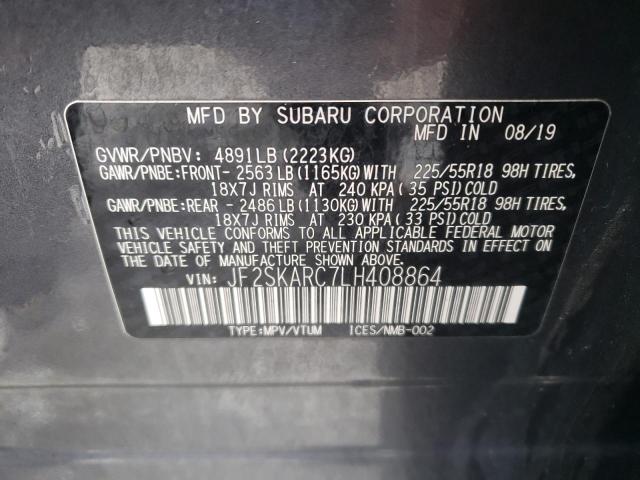 MFD BY SUBARU CORPORATION
MFD IN 08/19
GVWR/PNBV: 4891LB (2223KG)
GAWR/PNBE:FRONT- 2563 LB (1165KG) WITH 225/55R18 98H TIRES,
18X7J RIMS AT 240 KPA ( 35 PSI) COLD
GAWR/PNBE:REAR - 2486 LB (1130KG) WITH 225/55R18 98H TIRES,
18X7J RIMS AT 230 KPA ( 33 PSI) COLD
THIS VEHICLE CONFORMS TO ALL APPLICABLE FEDERAL MOTOR
VEHICLE SAFETY AND THEFT PREVENTION STANDARDS IN EFFECT
ON THE DATE OF MANUFACTURE SHOWN ABOVE.
VIN: JF2SKARC7LH408864
TYPE:MPV/VTUM ICES/NMB-002